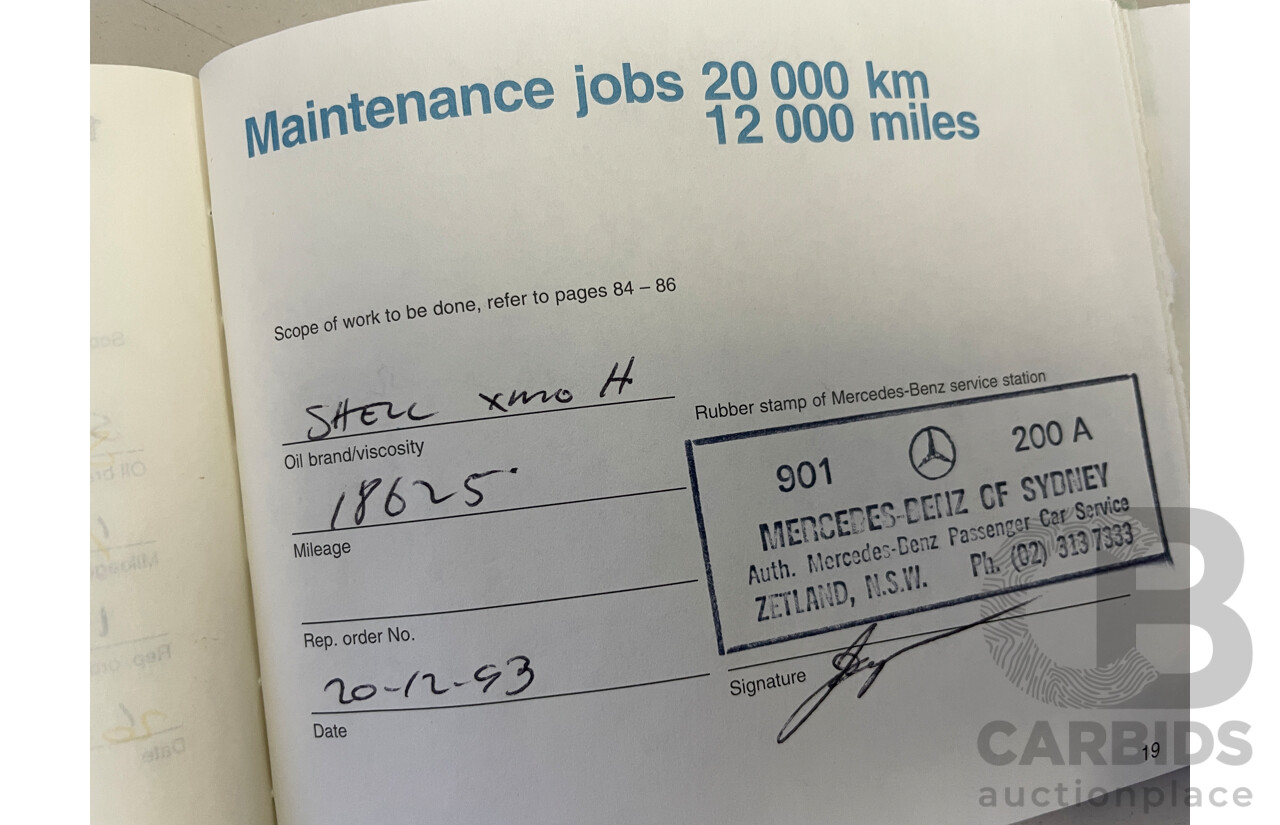 Maintenance jobs 20 000 km
12 000 miles
Scope of work to be done, refer to pages 84 – 86
SHELL xmo H
Oil brand/viscosity
18625
Mileage
Rep. order No.
20-12-93
Date
Rubber stamp of Mercedes-Benz service station
901 200 A
MERCEDES-BENZ OF SYDNEY
Auth. Mercedes-Benz Passenger Car Service
ZETLAND, N.S.W. Ph. (02) 313 7333
Signature
19
CARBIDS
auctionplace